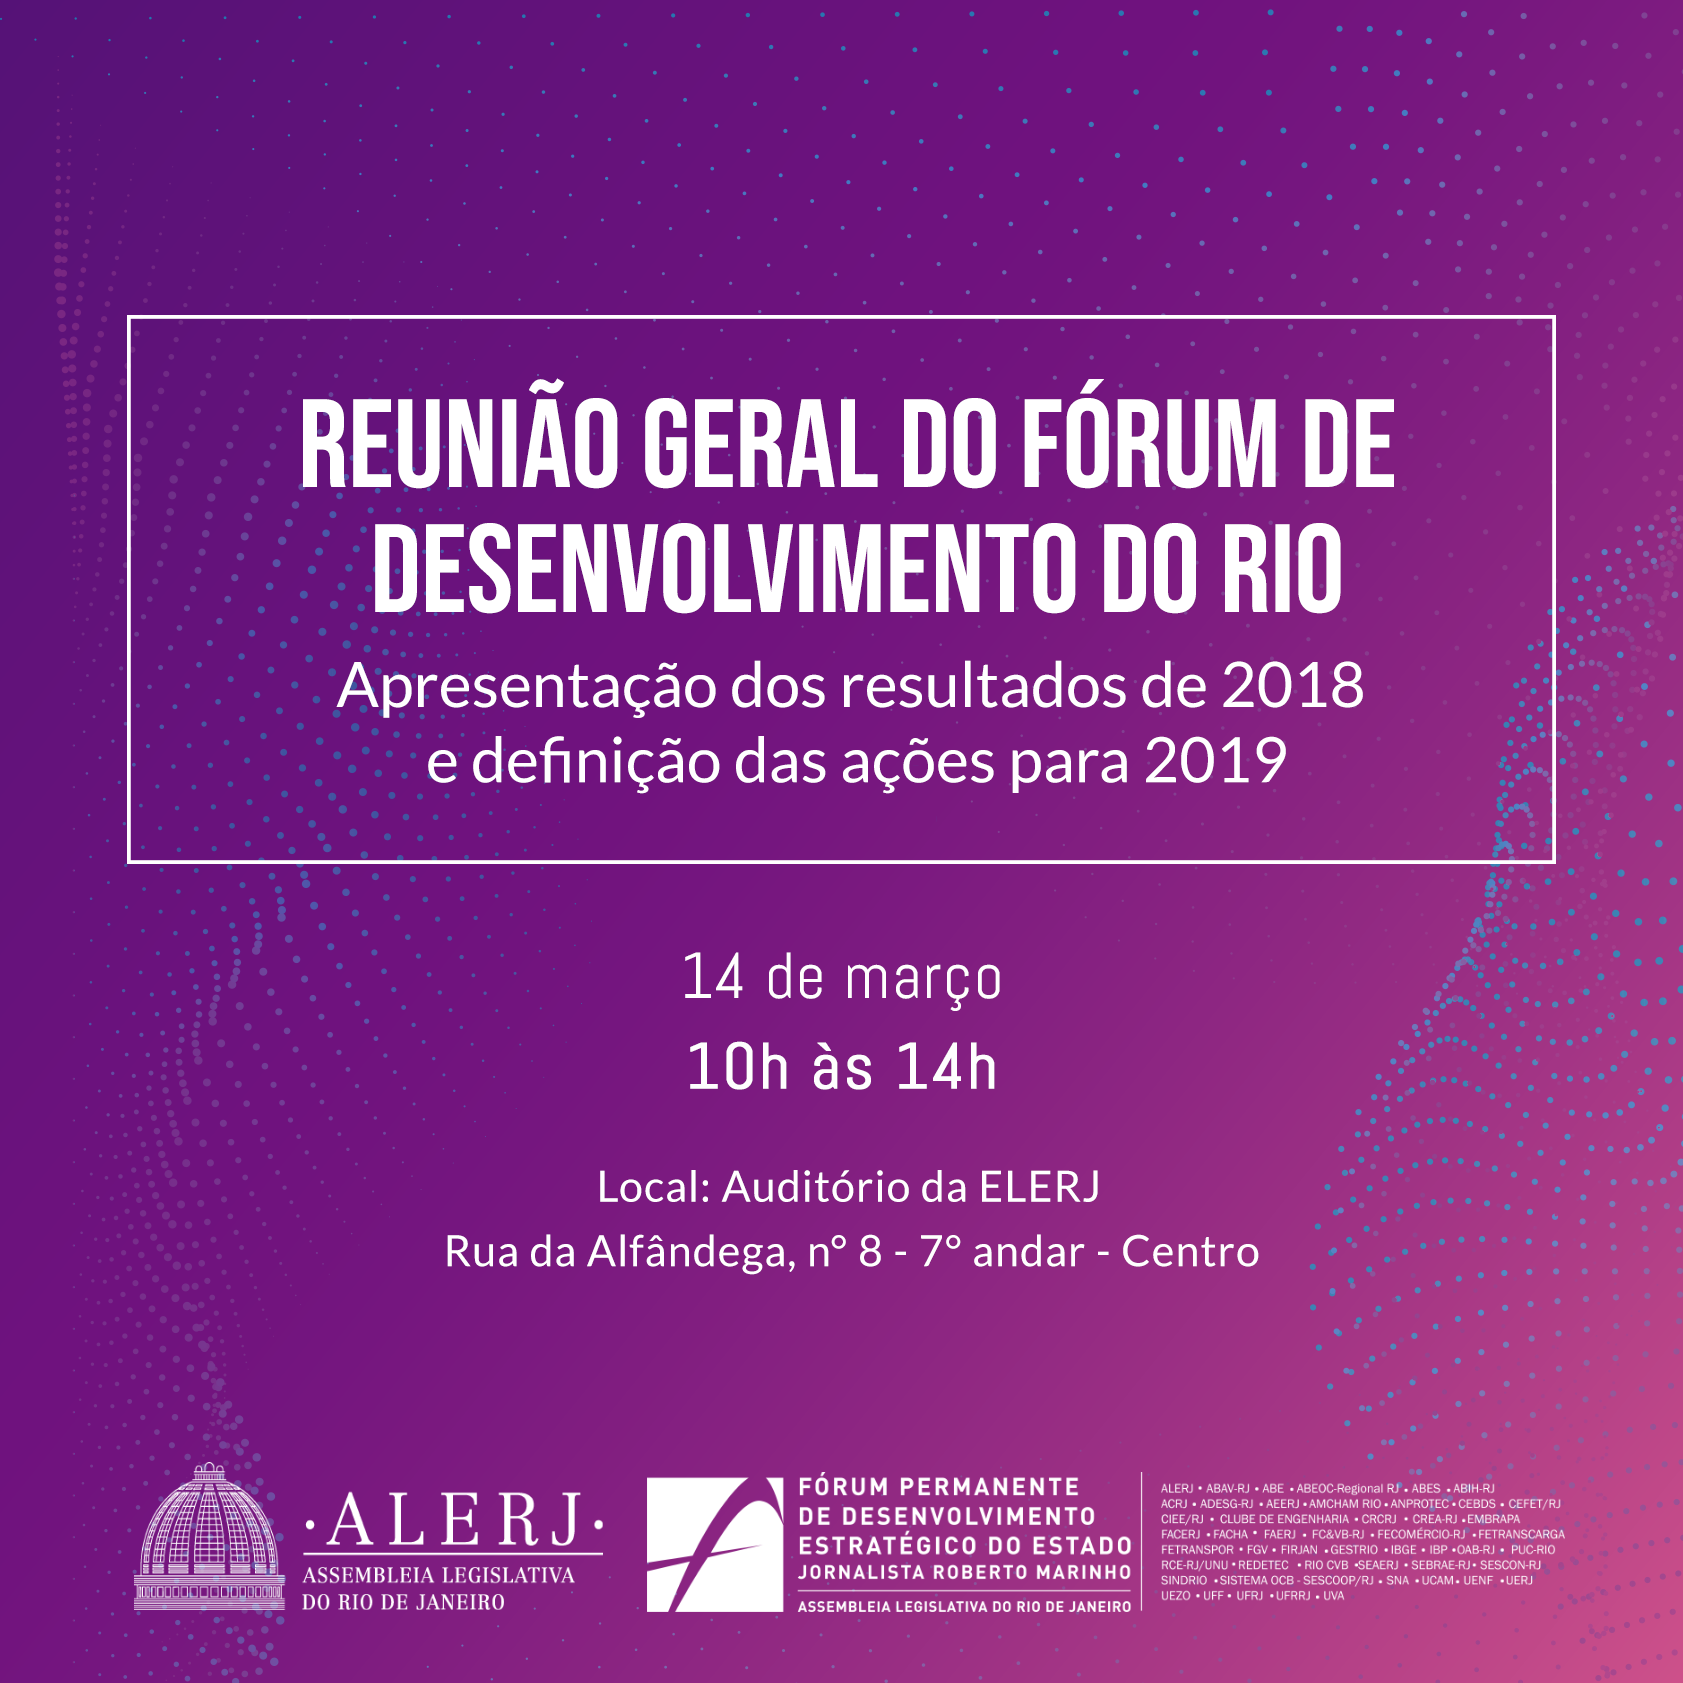 REUNIÃO GERAL DO FÓRUM DE
DESENVOLVIMENTO DO RIO
Apresentação dos resultados de 2018
e definição das ações para 2019
14 de março
10h às 14h
Local: Auditório da ELERJ
Rua da Alfândega, nº 8 - 7º andar - Centro
·ALERJ·
ASSEMBLEIA LEGISLATIVA
DO RIO DE JANEIRO
FÓRUM PERMANENTE
DE DESENVOLVIMENTO
ESTRATÉGICO DO ESTADO
JORNALISTA ROBERTO MARINHO
ASSEMBLEIA LEGISLATIVA DO RIO DE JANEIRO
ALERJ • ABAV-RJ • ABE • ABEOC-Regional RJ • ABES • ABIH-RJ
ACRJ • ADESG-RJ • AEERJ • AMCHAM RIO • ANPROTEC • CEBDS • CEFET/RJ
CIEE/RJ • CLUBE DE ENGENHARIA • CRCRJ • CREA-RJ • EMBRAPA
FACERJ • FACHA • FAERJ • FC&VB-RJ • FECOMÉRCIO-RJ • FETRANSCARGA
FETRANSPOR • FGV • FIRJAN • GESTRIO • IBGE • IBP • OAB-RJ • PUC-RIO
RCE-RJ/UNU • REDETEC • RIO CVB • SEAERJ • SEBRAE-RJ • SESCON-RJ
SINDRIO • SISTEMA OCB - SESCOOP/RJ • SNA • UCAM • UENF • UERJ
UEZO • UFF • UFRJ • UFRRJ • UVA